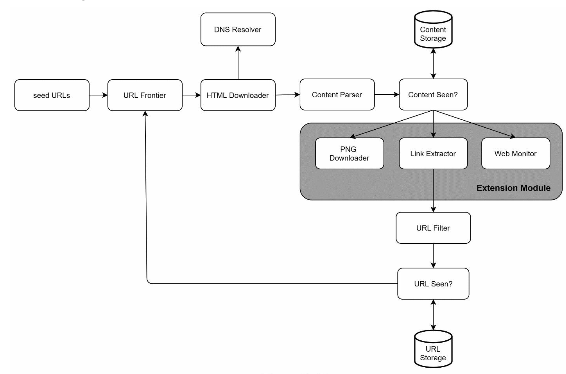 DNS Resolver
Content
Storage
seed URLs
URL Frontier
HTML Downloader
Content Parser
Content Seen?
PNG
Downloader
Link Extractor
Web Monitor
Extension Module
URL Filter
URL Seen?
URL
Storage